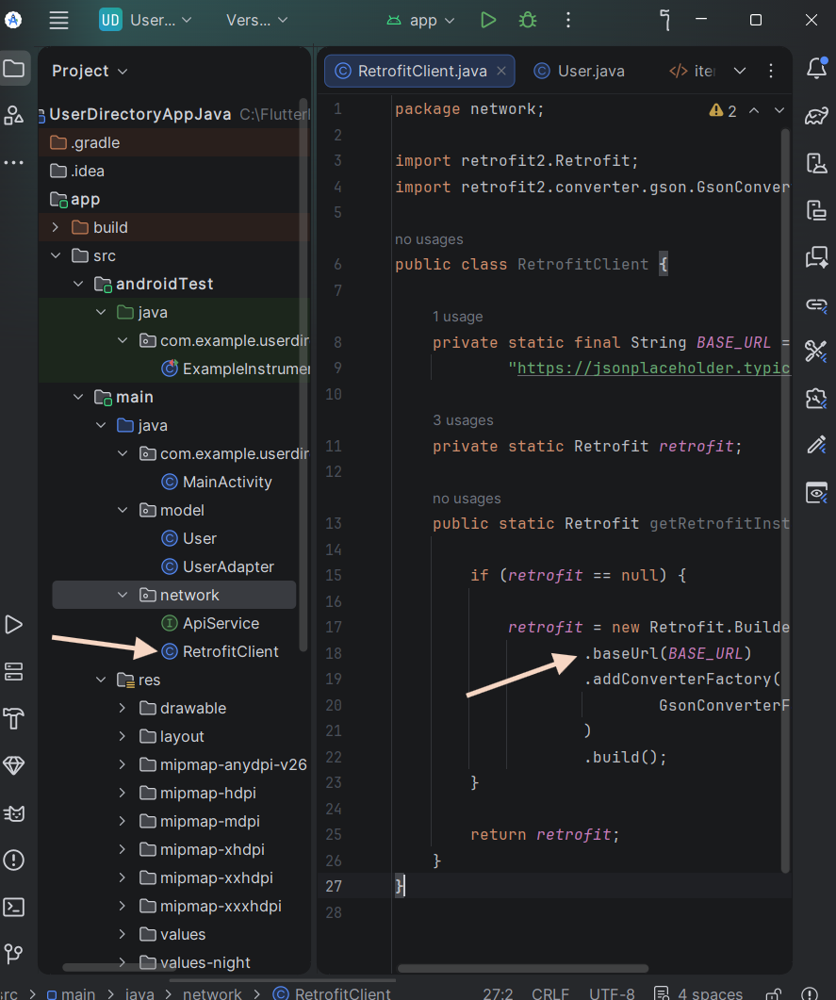 UD User... Vers... app
Project
UserDirectoryAppJava C:\Flutter
.gradle
.idea
app
build
src
androidTest
java
com.example.userdir
ExampleInstrumen
main
java
com.example.userdir
MainActivity
model
User
UserAdapter
network
ApiService
RetrofitClient
res
drawable
layout
mipmap-anydpi-v26
mipmap-hdpi
mipmap-mdpi
mipmap-xhdpi
mipmap-xxhdpi
mipmap-xxxhdpi
values
values-night
RetrofitClient.java User.java </> iter
1 package network; 2
2
3 import retrofit2.Retrofit;
4 import retrofit2.converter.gson.GsonConver
5
no usages
6 public class RetrofitClient {
7
1 usage
8 private static final String BASE_URL =
9 "https://jsonplaceholder.typic
10
3 usages
11 private static Retrofit retrofit;
12
no usages
13 public static Retrofit getRetrofitInst
14
15 if (retrofit == null) {
16
17 retrofit = new Retrofit.Builde
18 .baseUrl(BASE_URL)
19 .addConverterFactory(
20 GsonConverterF
21 )
22 .build();
23 }
24
25 return retrofit;
26 }
27 }
28
src > main > java > network > RetrofitClient 27:2 CRLF UTF-8 4 spaces